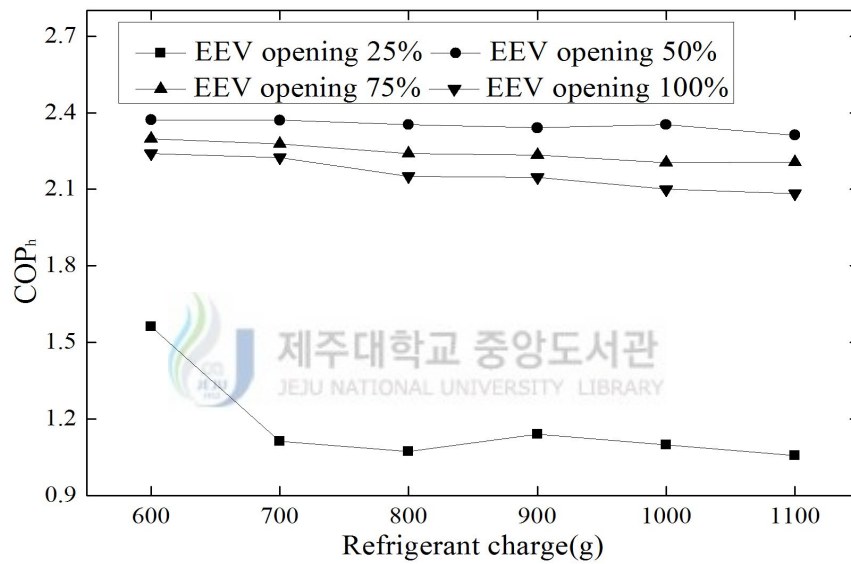 2.7
EEV opening 25% EEV opening 50%
EEV opening 75% EEV opening 100%
2.4
2.1
1.8
1.5
1.2
0.9
COPh
제주대학교 중앙도서관
JEJU NATIONAL UNIVERSITY LIBRARY
JEJU
1952
600 700 800 900 1000 1100
Refrigerant charge(g)